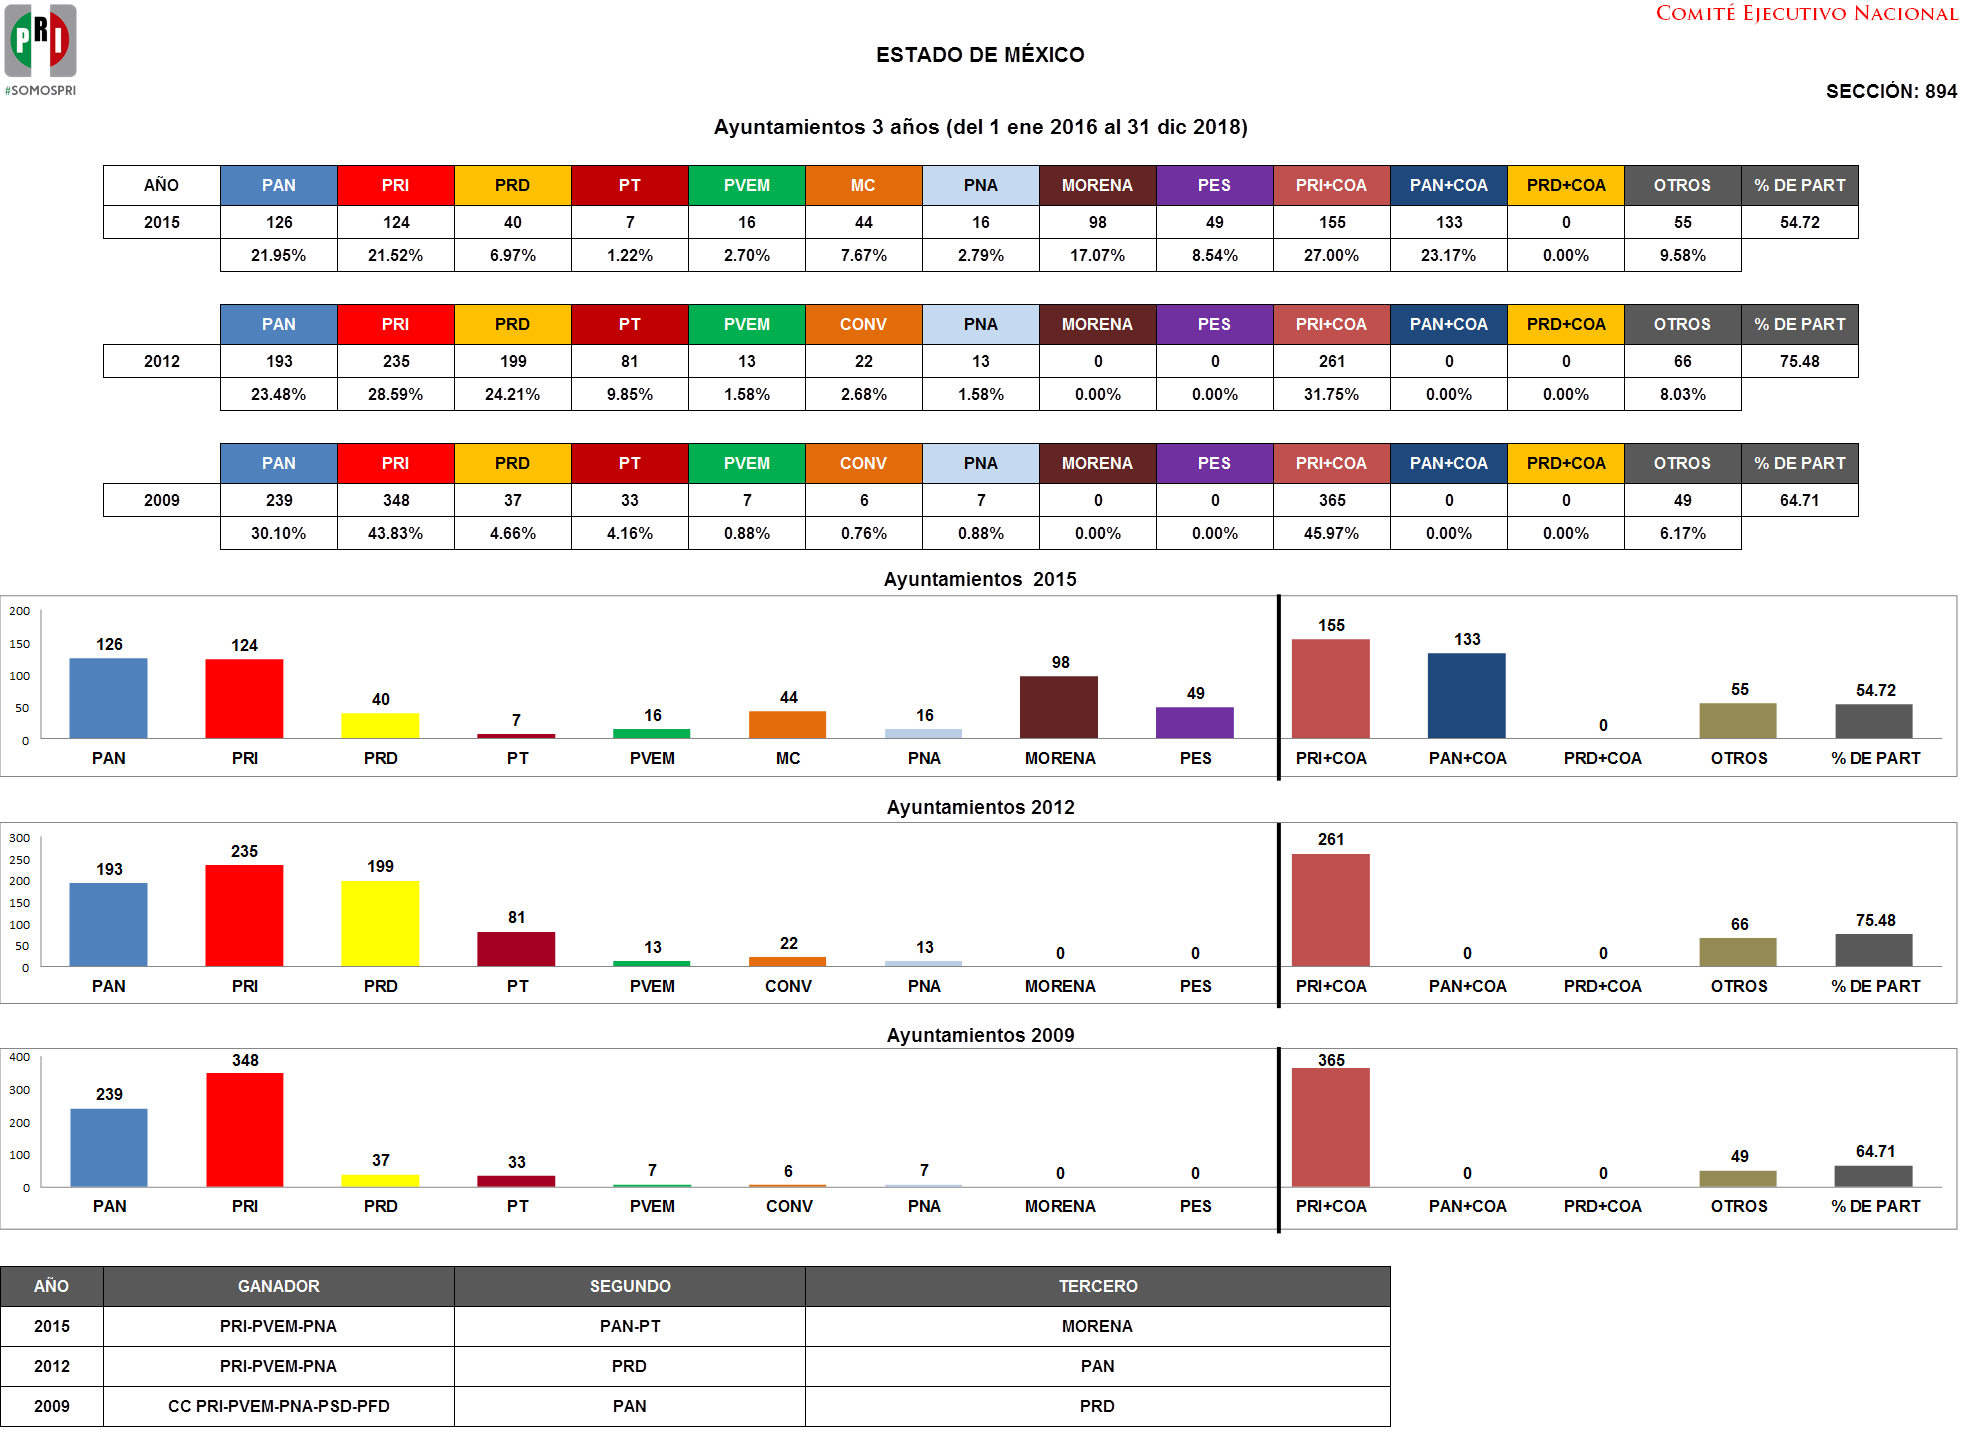 PRI
#SOMOSPRI
COMITÉ EJECUTIVO NACIONAL
ESTADO DE MÉXICO
SECCIÓN: 894
Ayuntamientos 3 años (del 1 ene 2016 al 31 dic 2018)
AÑO PAN PRI PRD PT PVEM MC PNA MORENA PES PRI+COA PAN+COA PRD+COA OTROS % DE PART
2015 126 124 40 7 16 44 16 98 49 155 133 0 55 54.72
21.95% 21.52% 6.97% 1.22% 2.70% 7.67% 2.79% 17.07% 8.54% 27.00% 23.17% 0.00% 9.58%
PAN PRI PRD PT PVEM CONV PNA MORENA PES PRI+COA PAN+COA PRD+COA OTROS % DE PART
2012 193 235 199 81 13 22 13 0 0 261 0 0 66 75.48
23.48% 28.59% 24.21% 9.85% 1.58% 2.68% 1.58% 0.00% 0.00% 31.75% 0.00% 0.00% 8.03%
PAN PRI PRD PT PVEM CONV PNA MORENA PES PRI+COA PAN+COA PRD+COA OTROS % DE PART
2009 239 348 37 33 7 6 7 0 0 365 0 0 49 64.71
30.10% 43.83% 4.66% 4.16% 0.88% 0.76% 0.88% 0.00% 0.00% 45.97% 0.00% 0.00% 6.17%
Ayuntamientos 2015
200
150
100
50
0
126 124 40 7 16 44 16 98 49 155 133 0 55 54.72
PAN PRI PRD PT PVEM MC PNA MORENA PES PRI+COA PAN+COA PRD+COA OTROS % DE PART
Ayuntamientos 2012
300
250
200
150
100
50
0
193 235 199 81 13 22 13 0 0 261 0 0 66 75.48
PAN PRI PRD PT PVEM CONV PNA MORENA PES PRI+COA PAN+COA PRD+COA OTROS % DE PART
Ayuntamientos 2009
400
300
200
100
0
239 348 37 33 7 6 7 0 0 365 0 0 49 64.71
PAN PRI PRD PT PVEM CONV PNA MORENA PES PRI+COA PAN+COA PRD+COA OTROS % DE PART
AÑO GANADOR SEGUNDO TERCERO
2015 PRI-PVEM-PNA PAN-PT MORENA
2012 PRI-PVEM-PNA PRD PAN
2009 CC PRI-PVEM-PNA-PSD-PFD PAN PRD